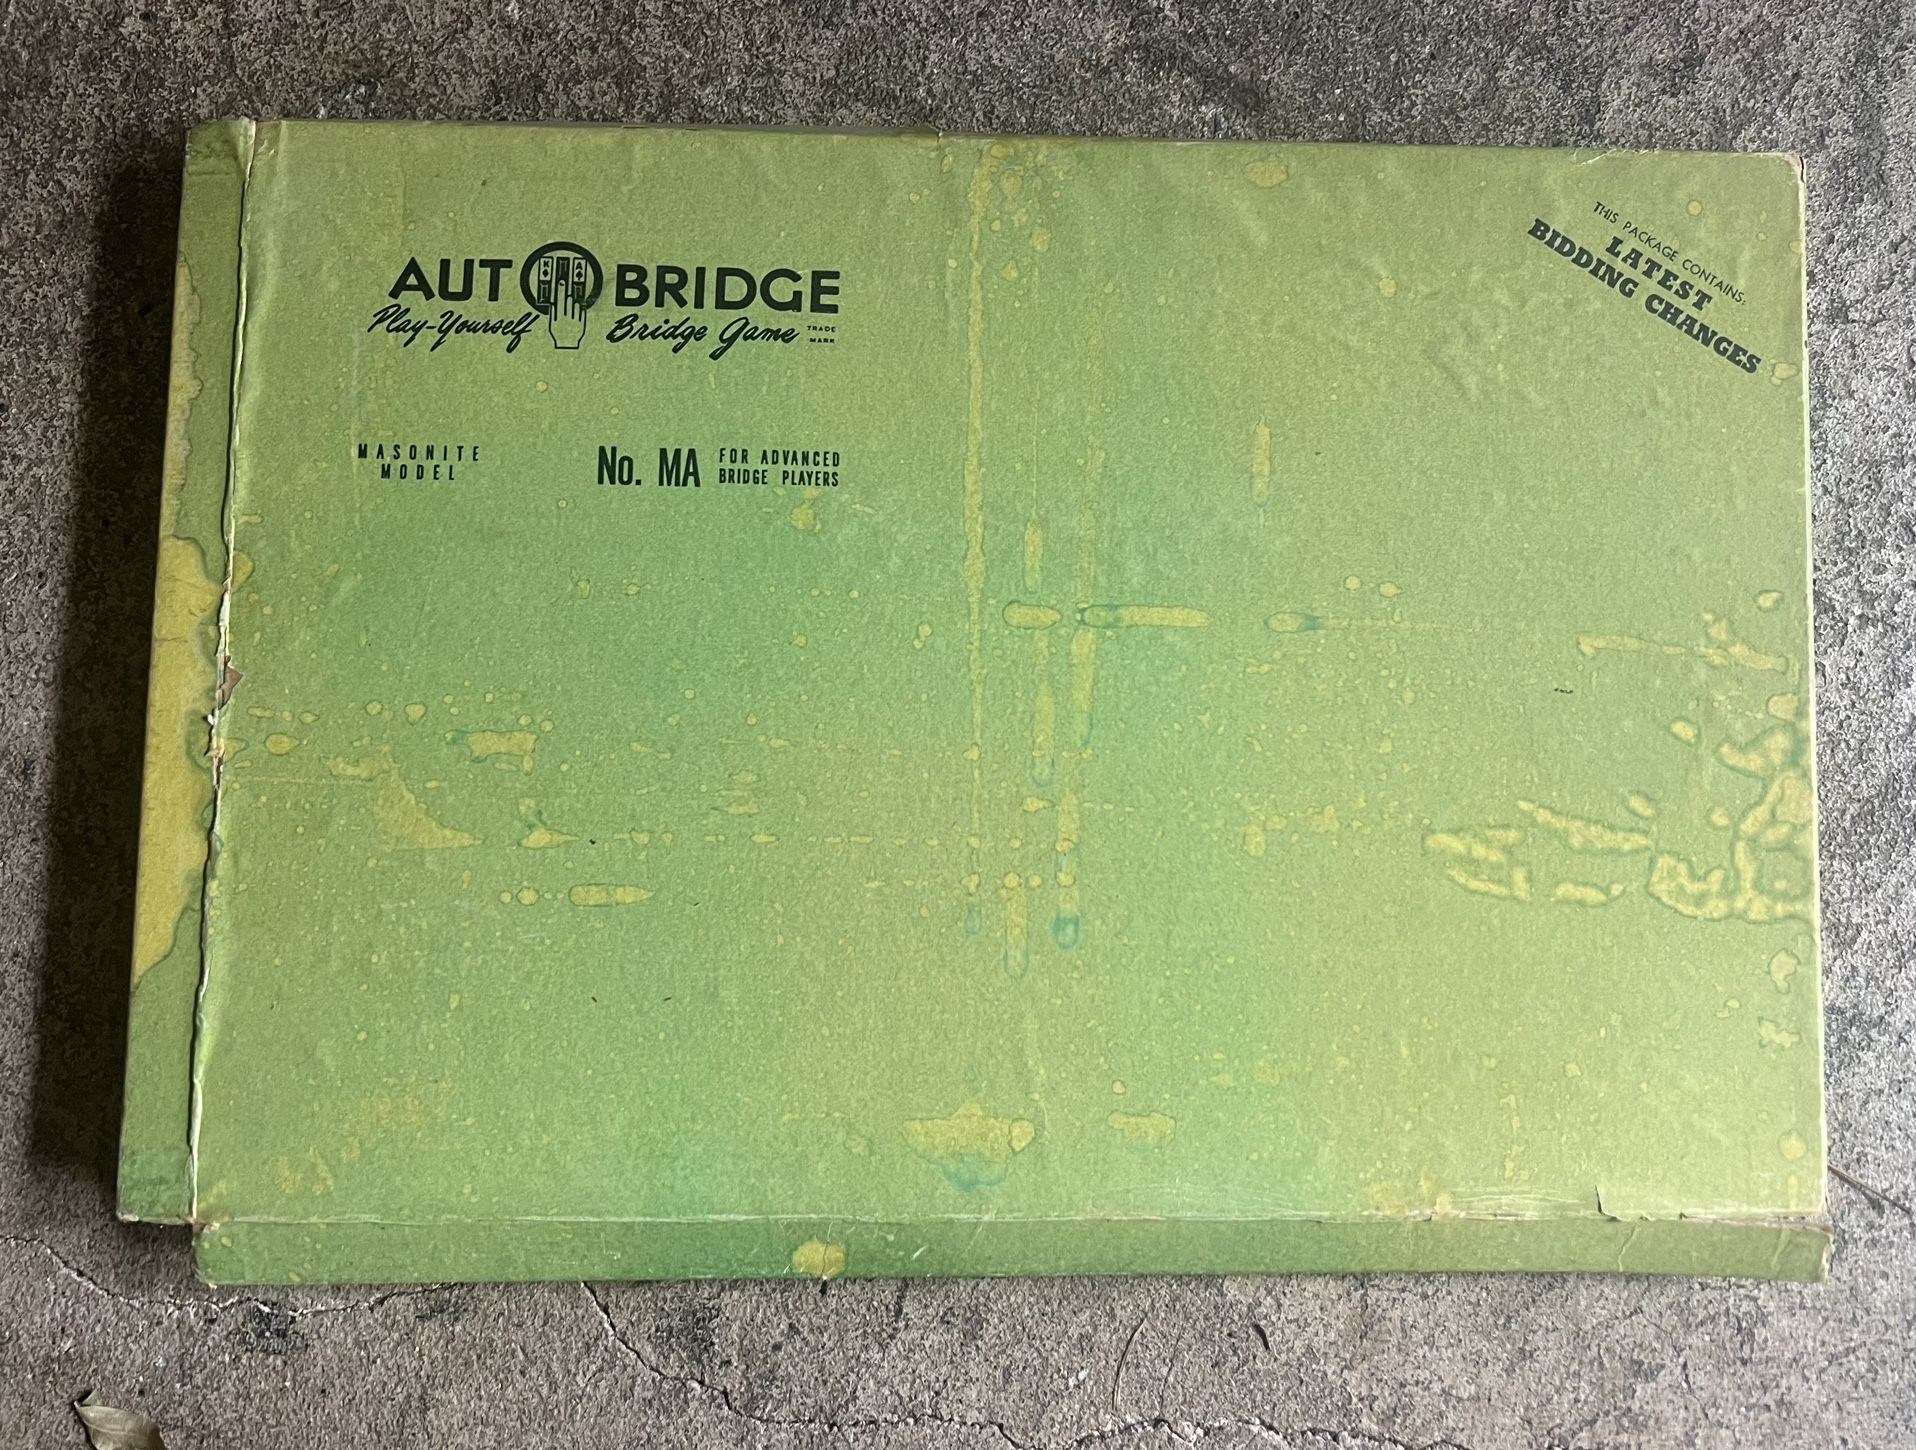 AUTOBRIDGE
Play-Yourself Bridge Game TRADE MARK
MASONITE MODEL
No. MA FOR ADVANCED BRIDGE PLAYERS
THIS PACKAGE CONTAINS:
LATEST
BIDDING CHANGES